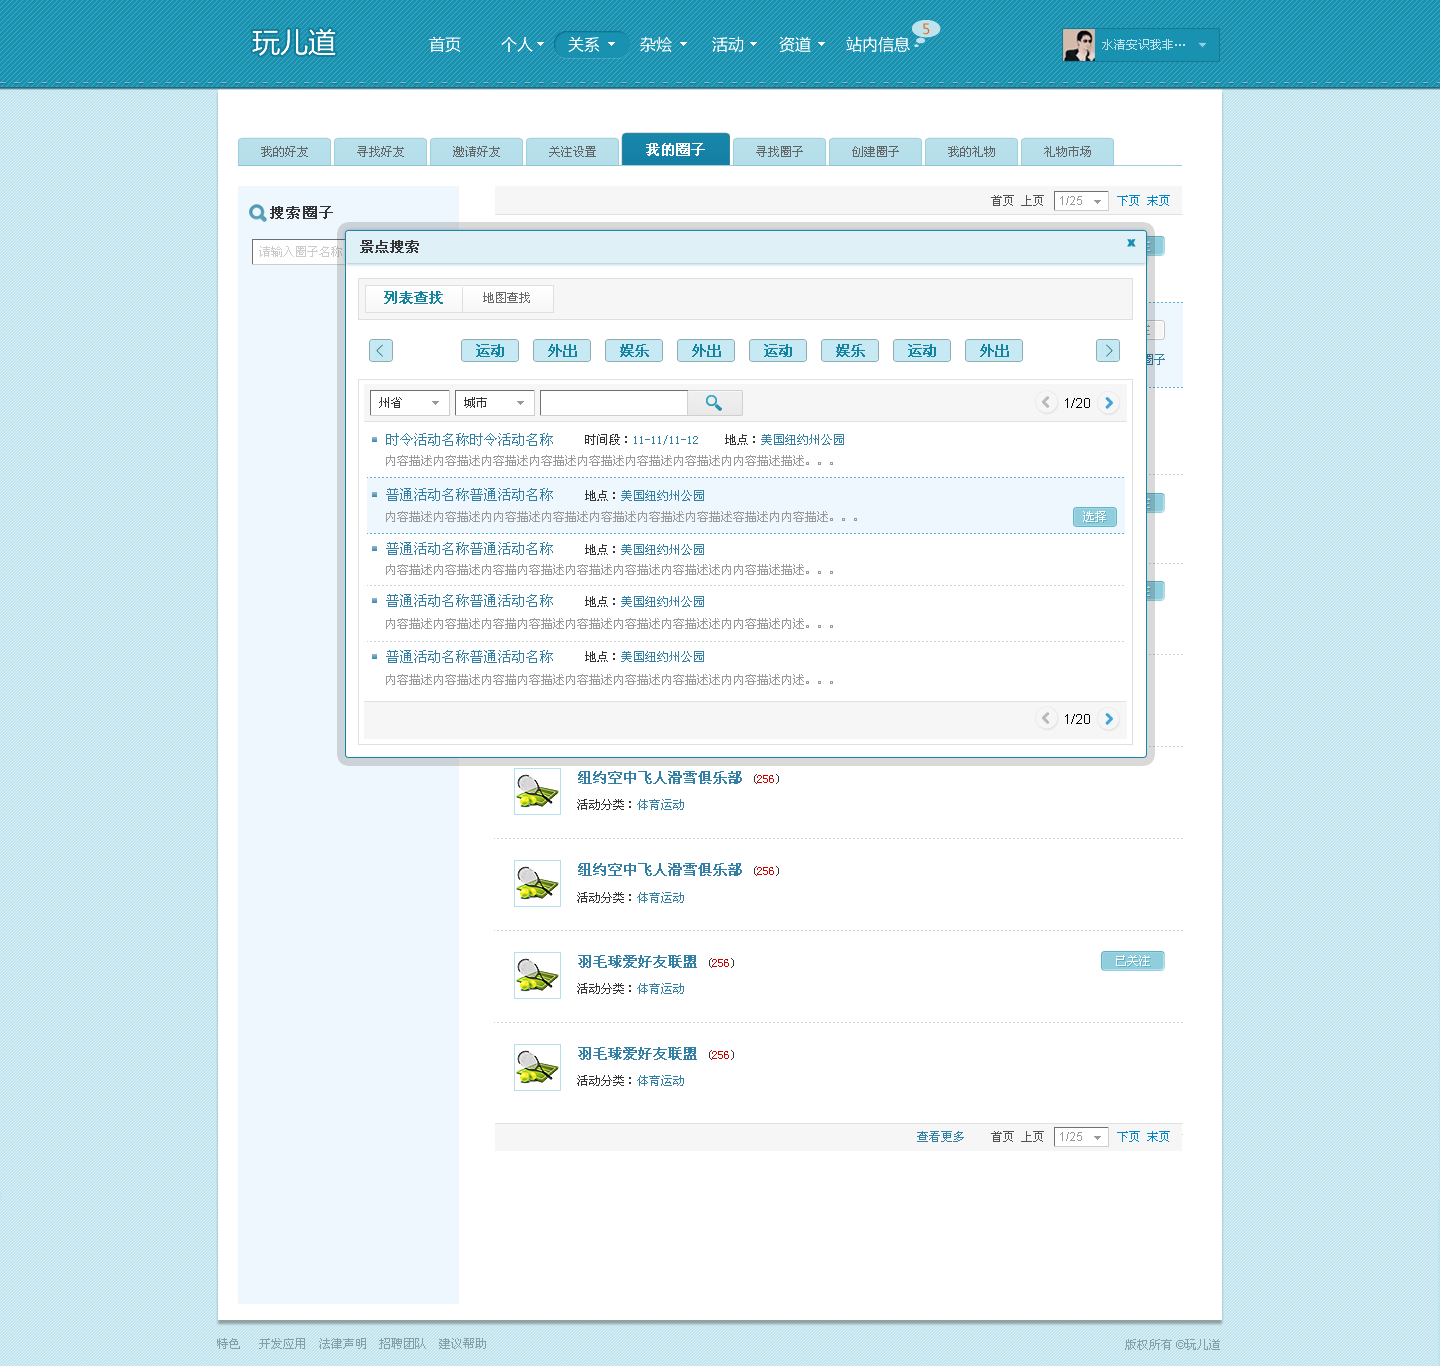 玩儿道 首页 个人 关系 杂烩 活动 资道 站内信息 5 水清安识我非…
我的好友 寻找好友 邀请好友 关注设置 我的圈子 寻找圈子 创建圈子 我的礼物 礼物市场
搜索圈子
请输入圈子名称
首页 上页 1/25 下页 末页
景点搜索 x
列表查找 地图查找
运动 外出 娱乐 外出 运动 娱乐 运动 外出
圈子
州省 城市 1/20
时令活动名称时令活动名称 时间段：11-11/11-12 地点：美国纽约州公园
内容描述内容描述内容描述内容描述内容描述内容描述内容描述内内容描述描述。。。
普通活动名称普通活动名称 地点：美国纽约州公园
内容描述内容描述内内容描述内容描述内容描述内容描述内容描述容描述内内容描述。。。 选择
普通活动名称普通活动名称 地点：美国纽约州公园
内容描述内容描述内容描内容描述内容描述内容描述内容描述述内内容描述描述。。。
普通活动名称普通活动名称 地点：美国纽约州公园
内容描述内容描述内容描内容描述内容描述内容描述内容描述述内内容描述内述。。。
普通活动名称普通活动名称 地点：美国纽约州公园
内容描述内容描述内容描内容描述内容描述内容描述内容描述述内内容描述内述。。。
1/20
纽约空中飞人滑雪俱乐部 （256）
活动分类：体育运动
纽约空中飞人滑雪俱乐部 （256）
活动分类：体育运动
羽毛球爱好友联盟 （256） 已关注
活动分类：体育运动
羽毛球爱好友联盟 （256）
活动分类：体育运动
查看更多 首页 上页 1/25 下页 末页
特色 开发应用 法律声明 招聘团队 建议帮助 版权所有 ©玩儿道